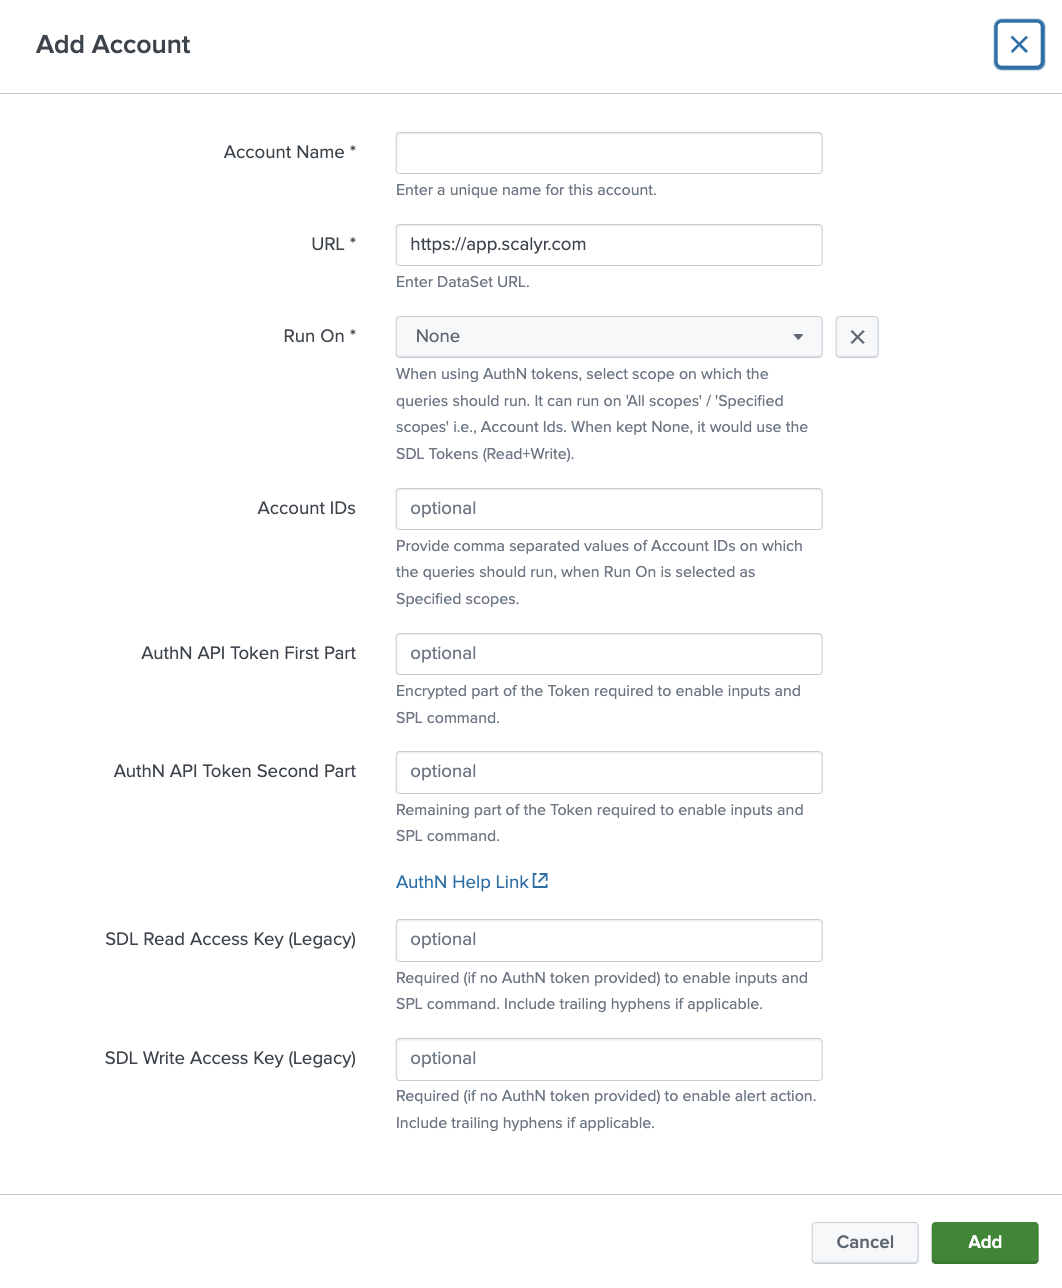 Add Account
Account Name *
Enter a unique name for this account.
URL *
https://app.scalyr.com
Enter DataSet URL.
Run On *
None
When using AuthN tokens, select scope on which the
queries should run. It can run on 'All scopes' / 'Specified
scopes' i.e., Account Ids. When kept None, it would use the
SDL Tokens (Read+Write).
Account IDs
optional
Provide comma separated values of Account IDs on which
the queries should run, when Run On is selected as
Specified scopes.
AuthN API Token First Part
optional
Encrypted part of the Token required to enable inputs and
SPL command.
AuthN API Token Second Part
optional
Remaining part of the Token required to enable inputs and
SPL command.
AuthN Help Link
SDL Read Access Key (Legacy)
optional
Required (if no AuthN token provided) to enable inputs and
SPL command. Include trailing hyphens if applicable.
SDL Write Access Key (Legacy)
optional
Required (if no AuthN token provided) to enable alert action.
Include trailing hyphens if applicable.
Cancel
Add